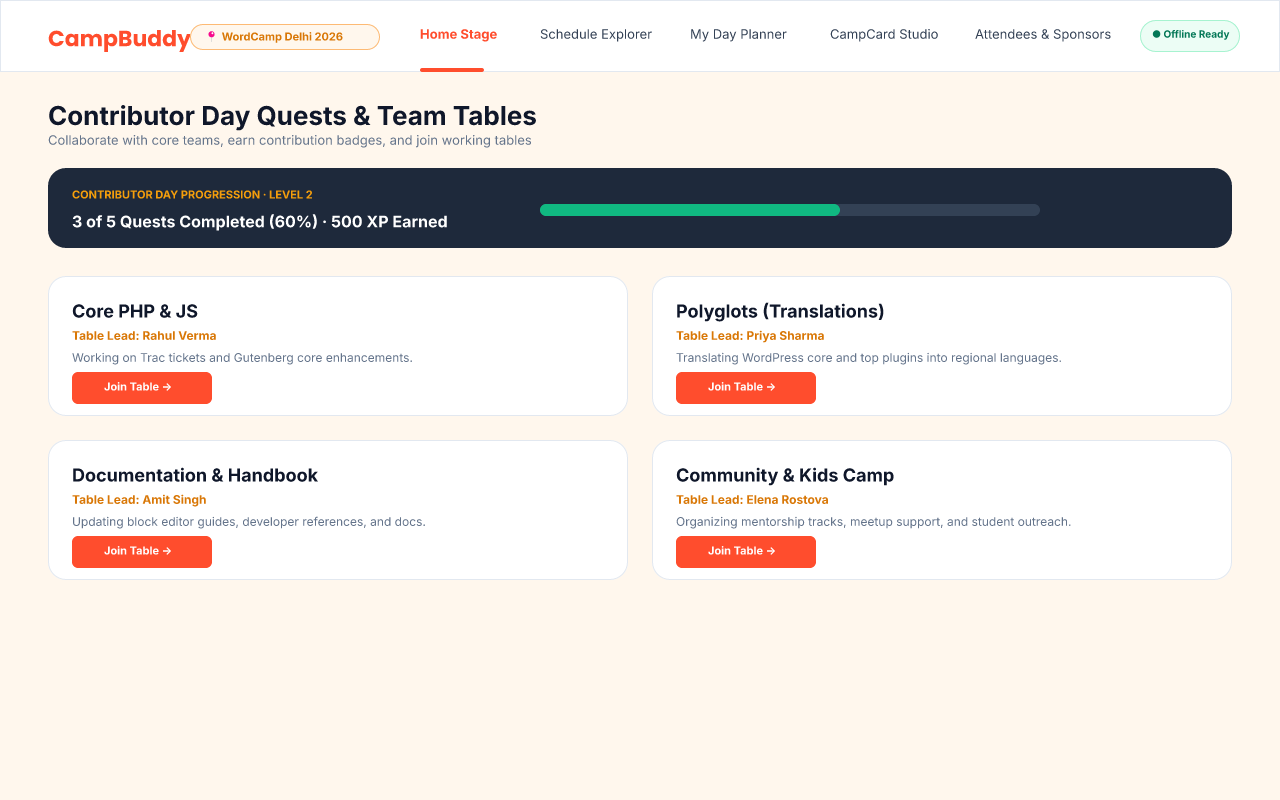 CampBuddy
📍 WordCamp Delhi 2026
Home Stage
Schedule Explorer
My Day Planner
CampCard Studio
Attendees & Sponsors
● Offline Ready
Contributor Day Quests & Team Tables
Collaborate with core teams, earn contribution badges, and join working tables
CONTRIBUTOR DAY PROGRESSION · LEVEL 2
3 of 5 Quests Completed (60%) · 500 XP Earned
Core PHP & JS
Table Lead: Rahul Verma
Working on Trac tickets and Gutenberg core enhancements.
Join Table →
Polyglots (Translations)
Table Lead: Priya Sharma
Translating WordPress core and top plugins into regional languages.
Join Table →
Documentation & Handbook
Table Lead: Amit Singh
Updating block editor guides, developer references, and docs.
Join Table →
Community & Kids Camp
Table Lead: Elena Rostova
Organizing mentorship tracks, meetup support, and student outreach.
Join Table →